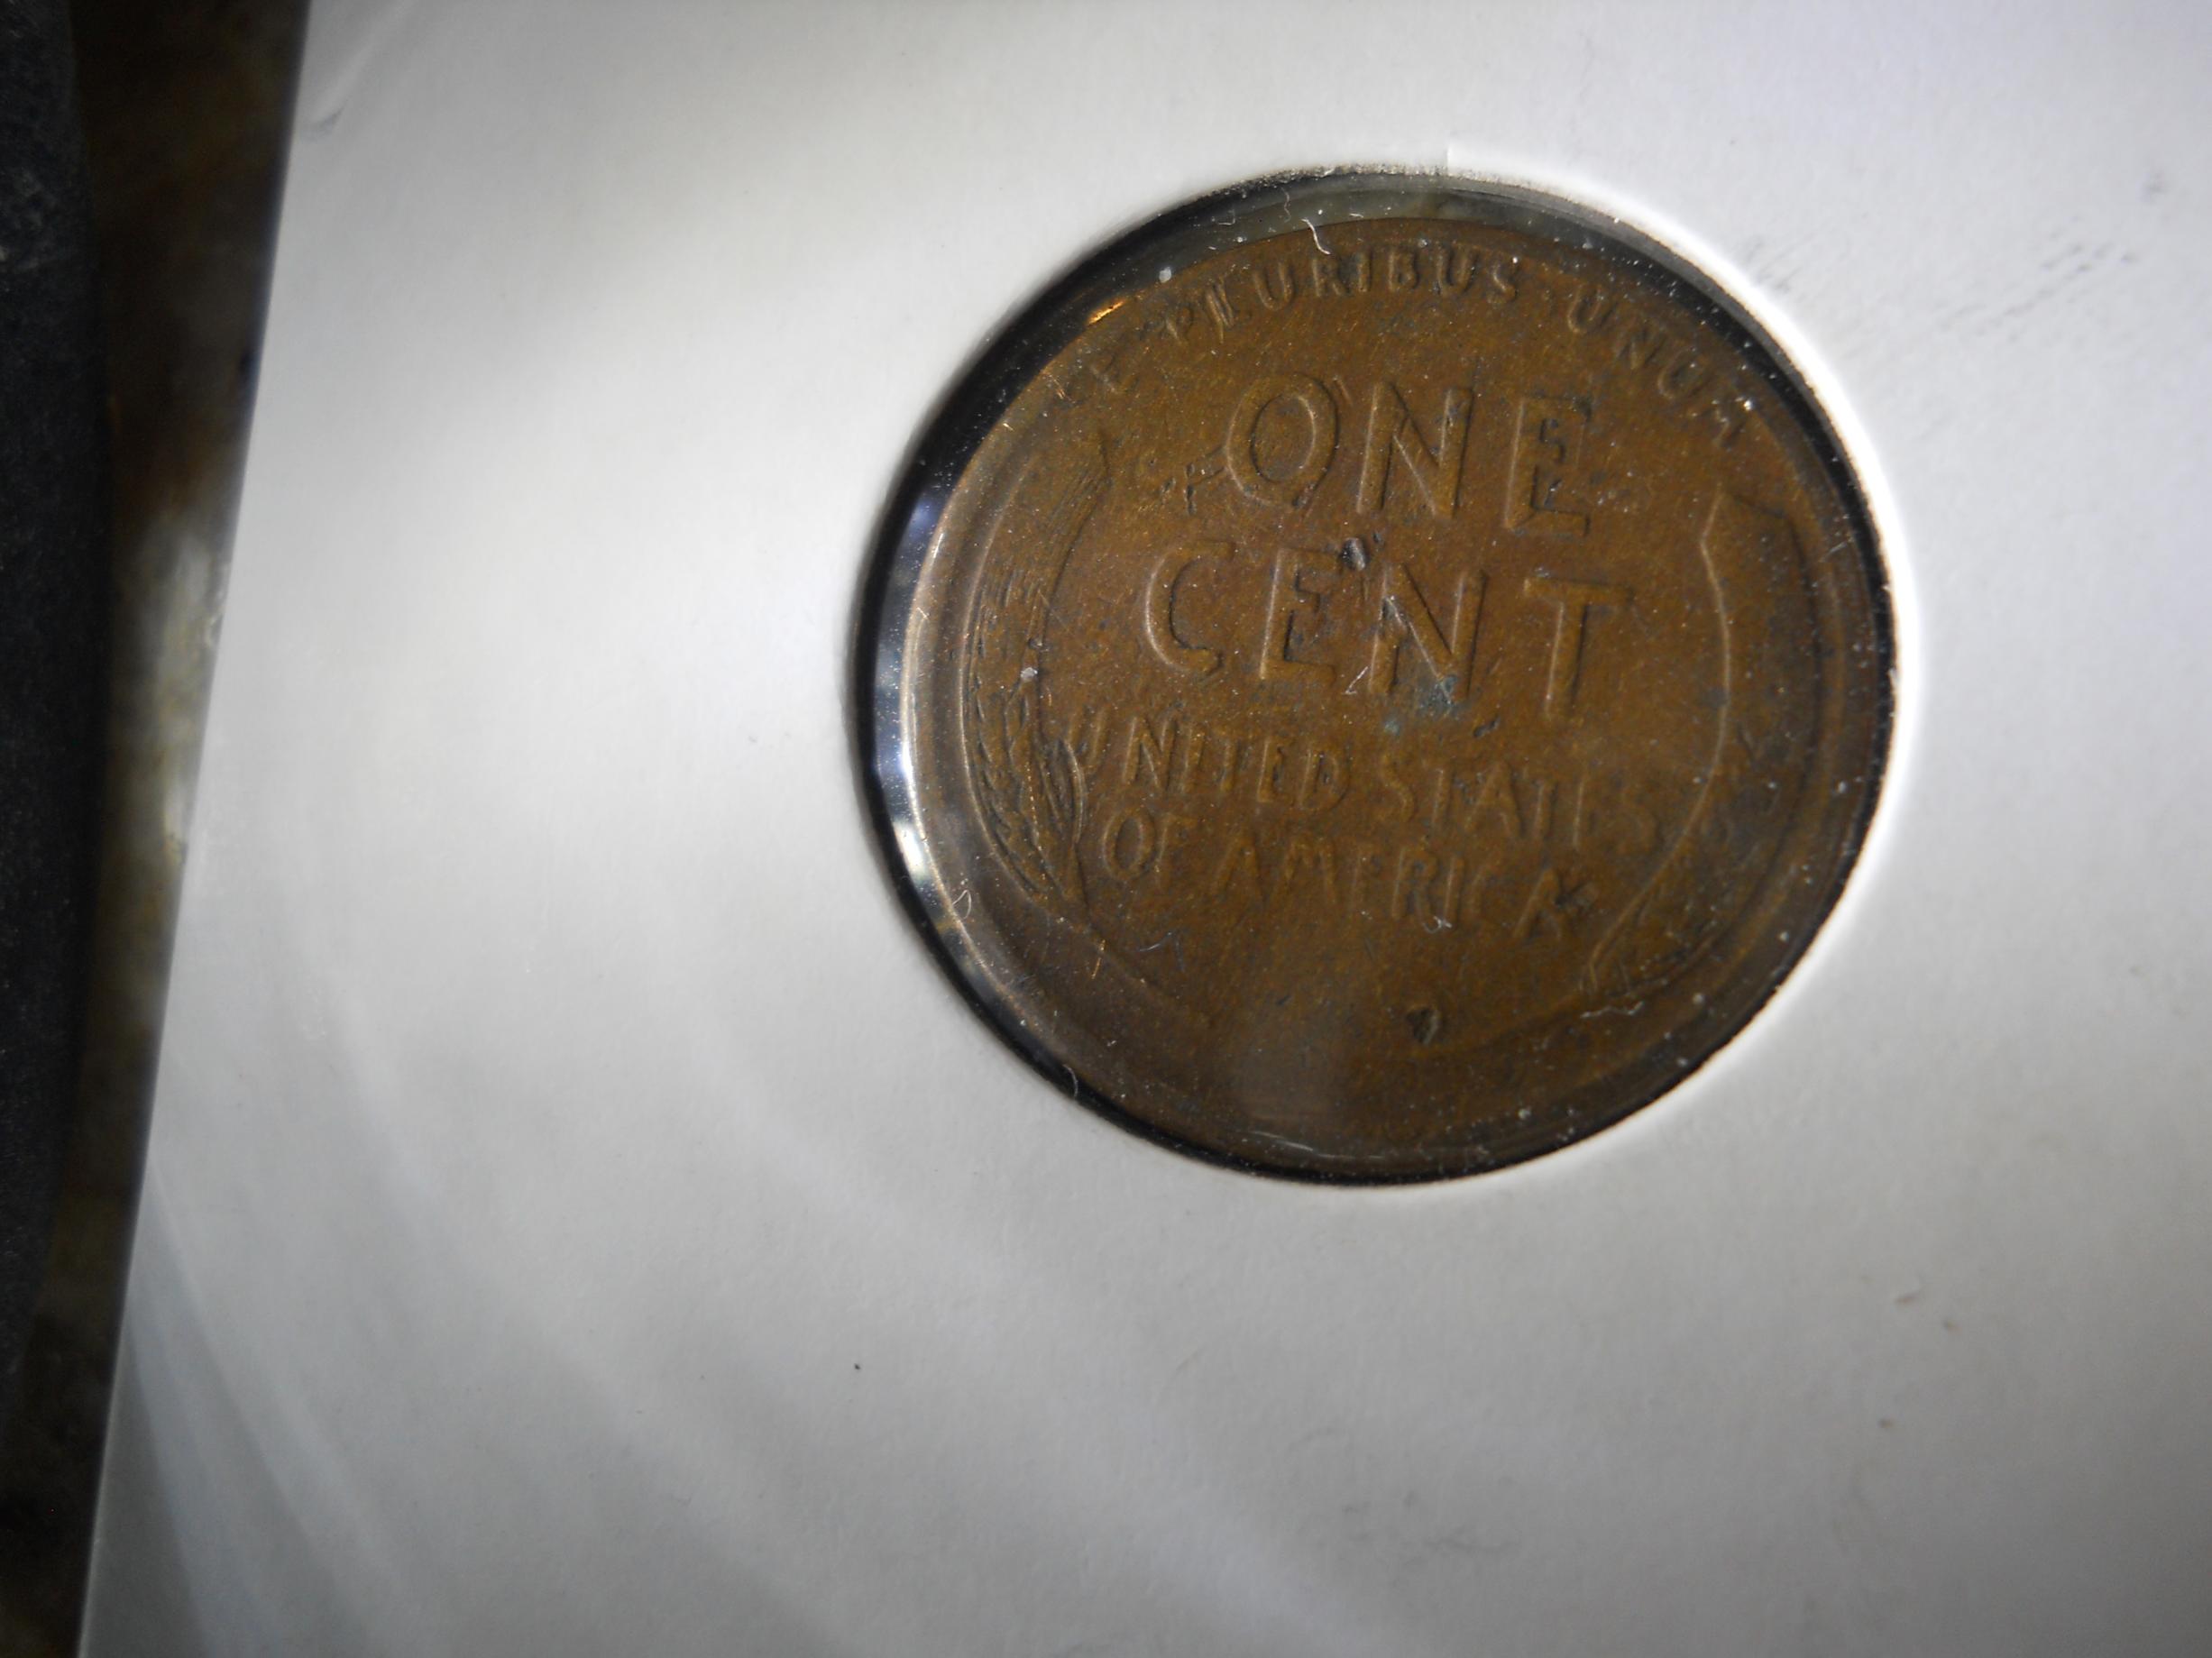 E · PLURIBUS · UNUM
ONE
CENT
UNITED STATES
OF AMERICA